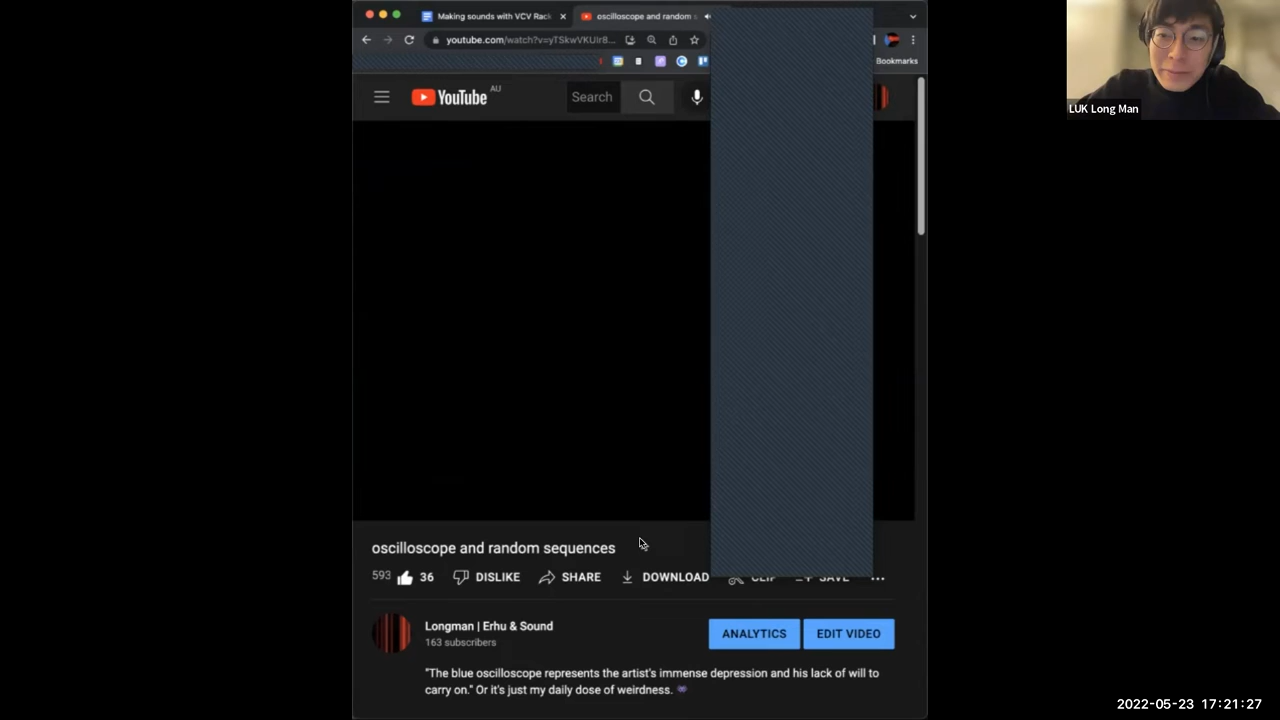 Making sounds with VCV Rack
oscilloscope and random s
youtube.com/watch?v=yTSkwVKUIr8...
Bookmarks
YouTube AU
Search
LUK Long Man
oscilloscope and random sequences
593 36 DISLIKE SHARE DOWNLOAD CLIP SAVE ...
Longman | Erhu & Sound
163 subscribers
ANALYTICS EDIT VIDEO
"The blue oscilloscope represents the artist's immense depression and his lack of will to
carry on." Or it's just my daily dose of weirdness.
2022-05-23 17:21:27